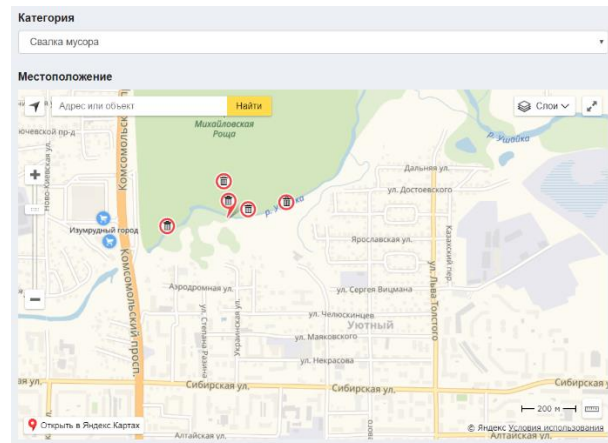 Категория
Свалка мусора
Местоположение
Адрес или объект
Найти
Слои
Михайловская
Роща
р. Ушайка
Ново-Киевская ул.
Комсомольский просп.
Изумрудный город
Дальняя ул.
ул. Достоевского
Ярославская ул.
Казахский пер.
ул. Льва Толстого
Аэродромная ул.
ул. Степана Разина
Украинская ул.
ул. Сергея Вицмана
ул. Челюскинцев
Уютный
ул. Маяковского
ул. Некрасова
Сибирская ул.
Сибирская ул.
Сибирская у
200 м
Открыть в Яндекс.Картах
Алтайская ул.
© Яндекс Условия использования
Алтайская ул.